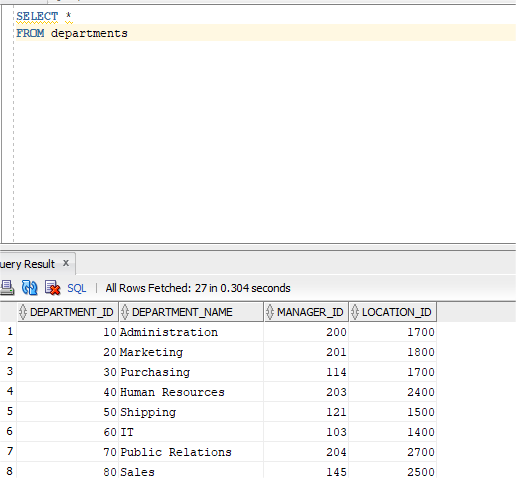 SELECT *
FROM departments
uery Result x
SQL | All Rows Fetched: 27 in 0.304 seconds
DEPARTMENT_ID DEPARTMENT_NAME MANAGER_ID LOCATION_ID
1 10 Administration 200 1700
2 20 Marketing 201 1800
3 30 Purchasing 114 1700
4 40 Human Resources 203 2400
5 50 Shipping 121 1500
6 60 IT 103 1400
7 70 Public Relations 204 2700
8 80 Sales 145 2500